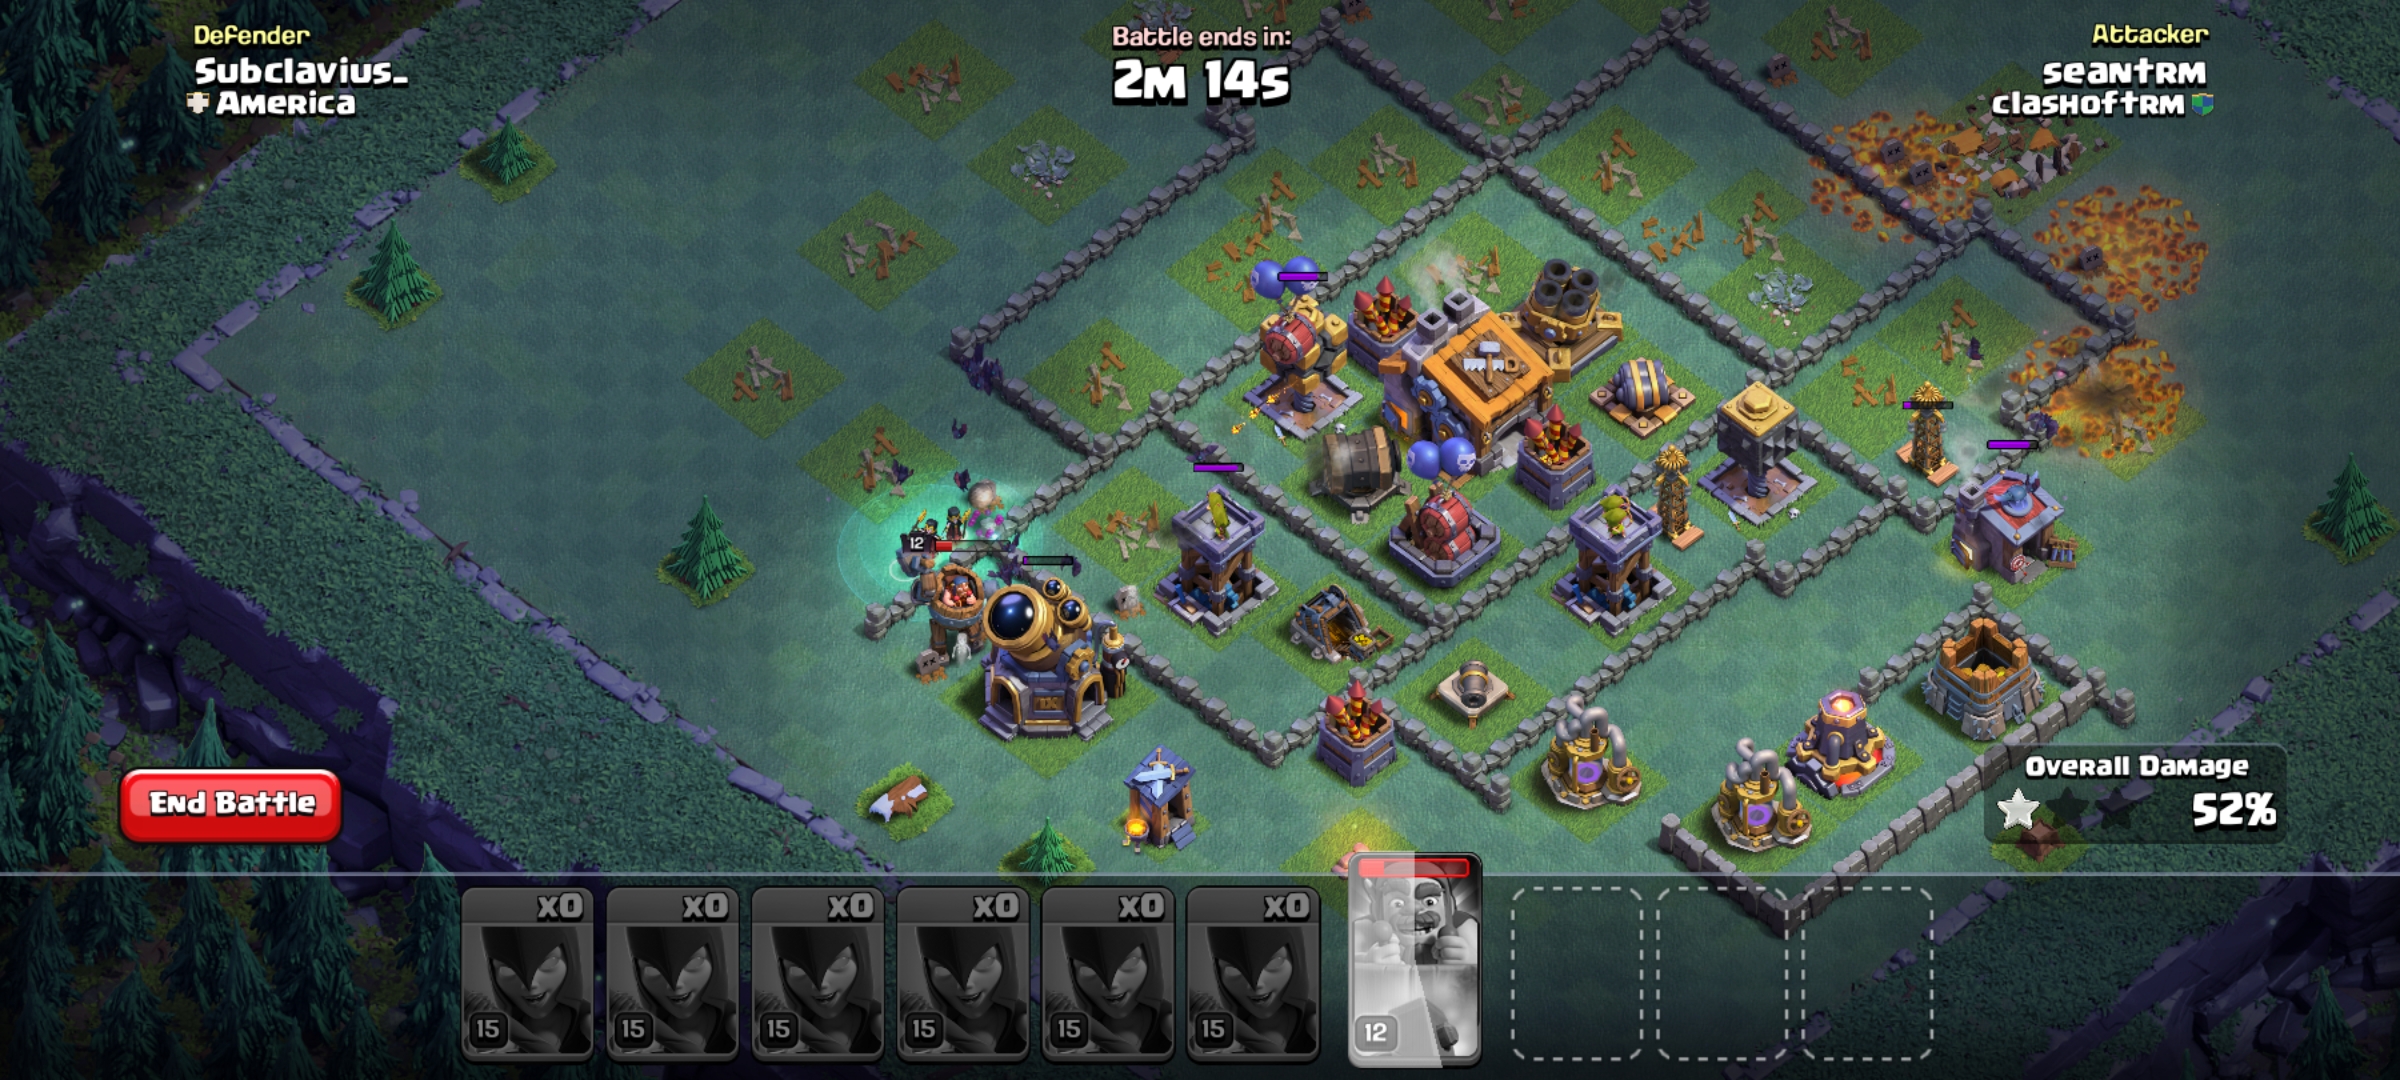 Defender
Subclavius_
America
Battle ends in:
2M 14s
Attacker
seantRM
clashoftRM
12
IX
End Battle
Overall Damage
52%
x0
x0
x0
x0
x0
x0
15
15
15
15
15
15
12